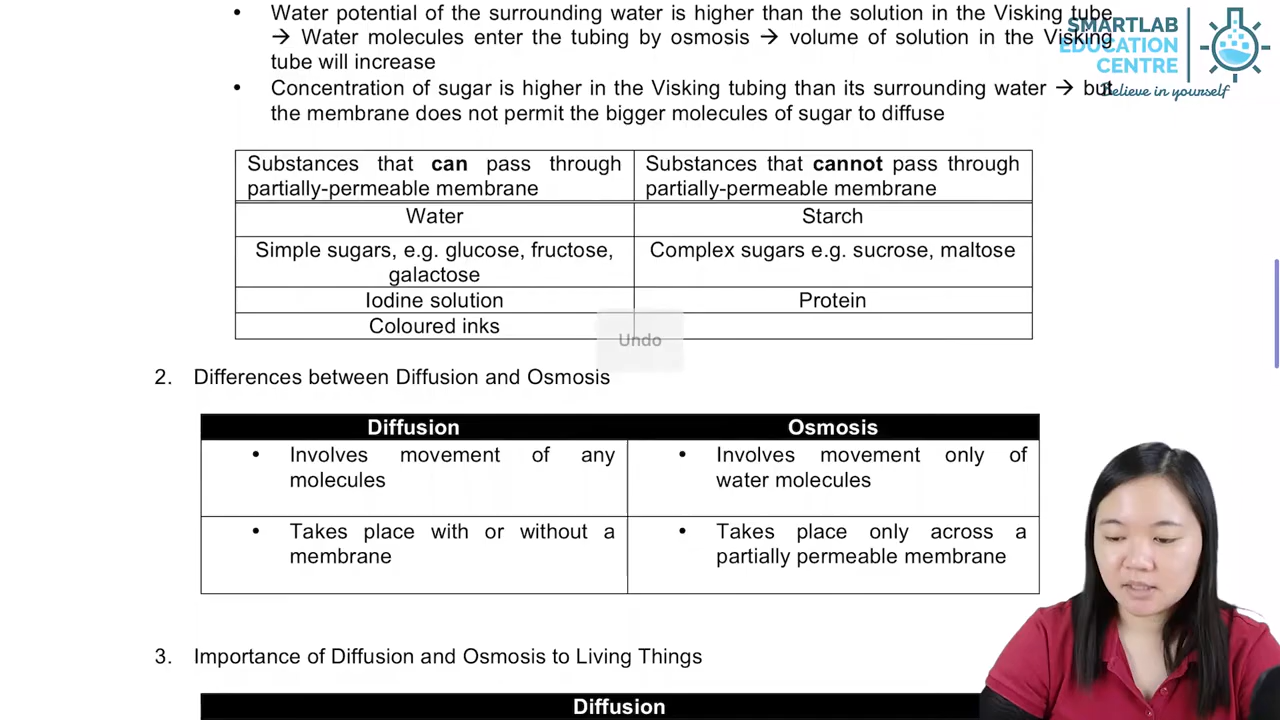 • Water potential of the surrounding water is higher than the solution in the Visking tube
→ Water molecules enter the tubing by osmosis → volume of solution in the Visking
tube will increase
• Concentration of sugar is higher in the Visking tubing than its surrounding water → but
the membrane does not permit the bigger molecules of sugar to diffuse
SMARTLAB
EDUCATION
CENTRE
Believe in yourself
Substances that can pass through
partially-permeable membrane
Substances that cannot pass through
partially-permeable membrane
Water
Starch
Simple sugars, e.g. glucose, fructose,
galactose
Complex sugars e.g. sucrose, maltose
Iodine solution
Protein
Coloured inks
Undo
2. Differences between Diffusion and Osmosis
Diffusion
Osmosis
• Involves movement of any
molecules
• Involves movement only of
water molecules
• Takes place with or without a
membrane
• Takes place only across a
partially permeable membrane
3. Importance of Diffusion and Osmosis to Living Things
Diffusion